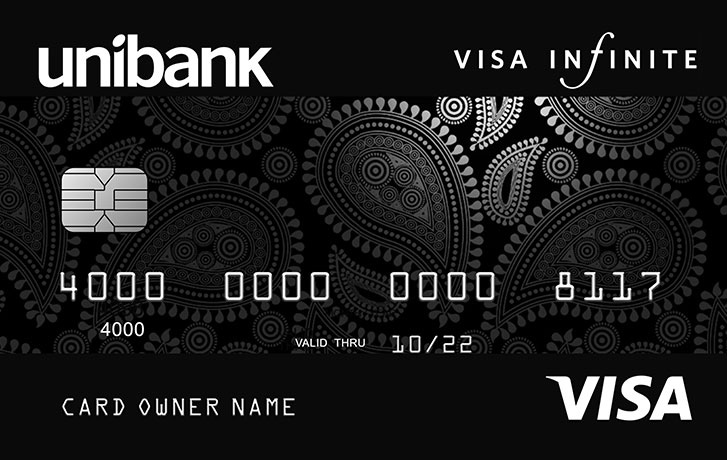 unibank
VISA INFINITE
4000 0000 0000 8117
4000
VALID THRU 10/22
CARD OWNER NAME
VISA